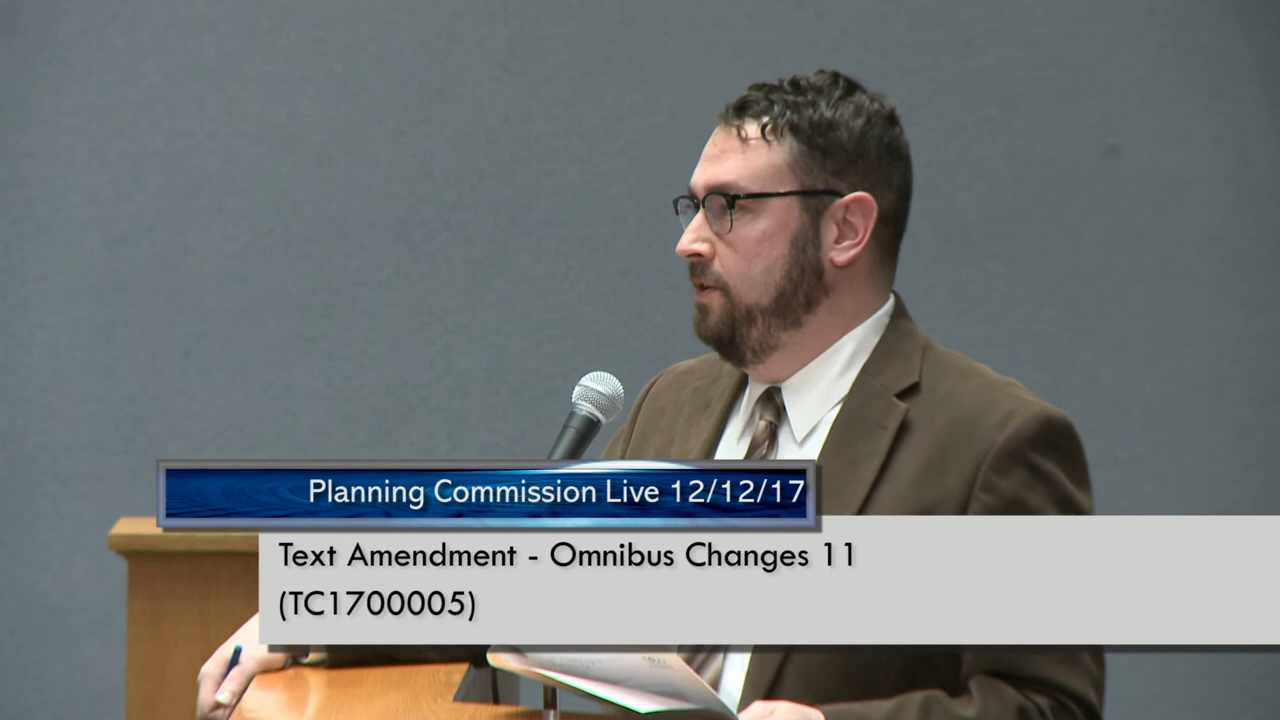 Planning Commission Live 12/12/17
Text Amendment - Omnibus Changes 11
(TC1700005)